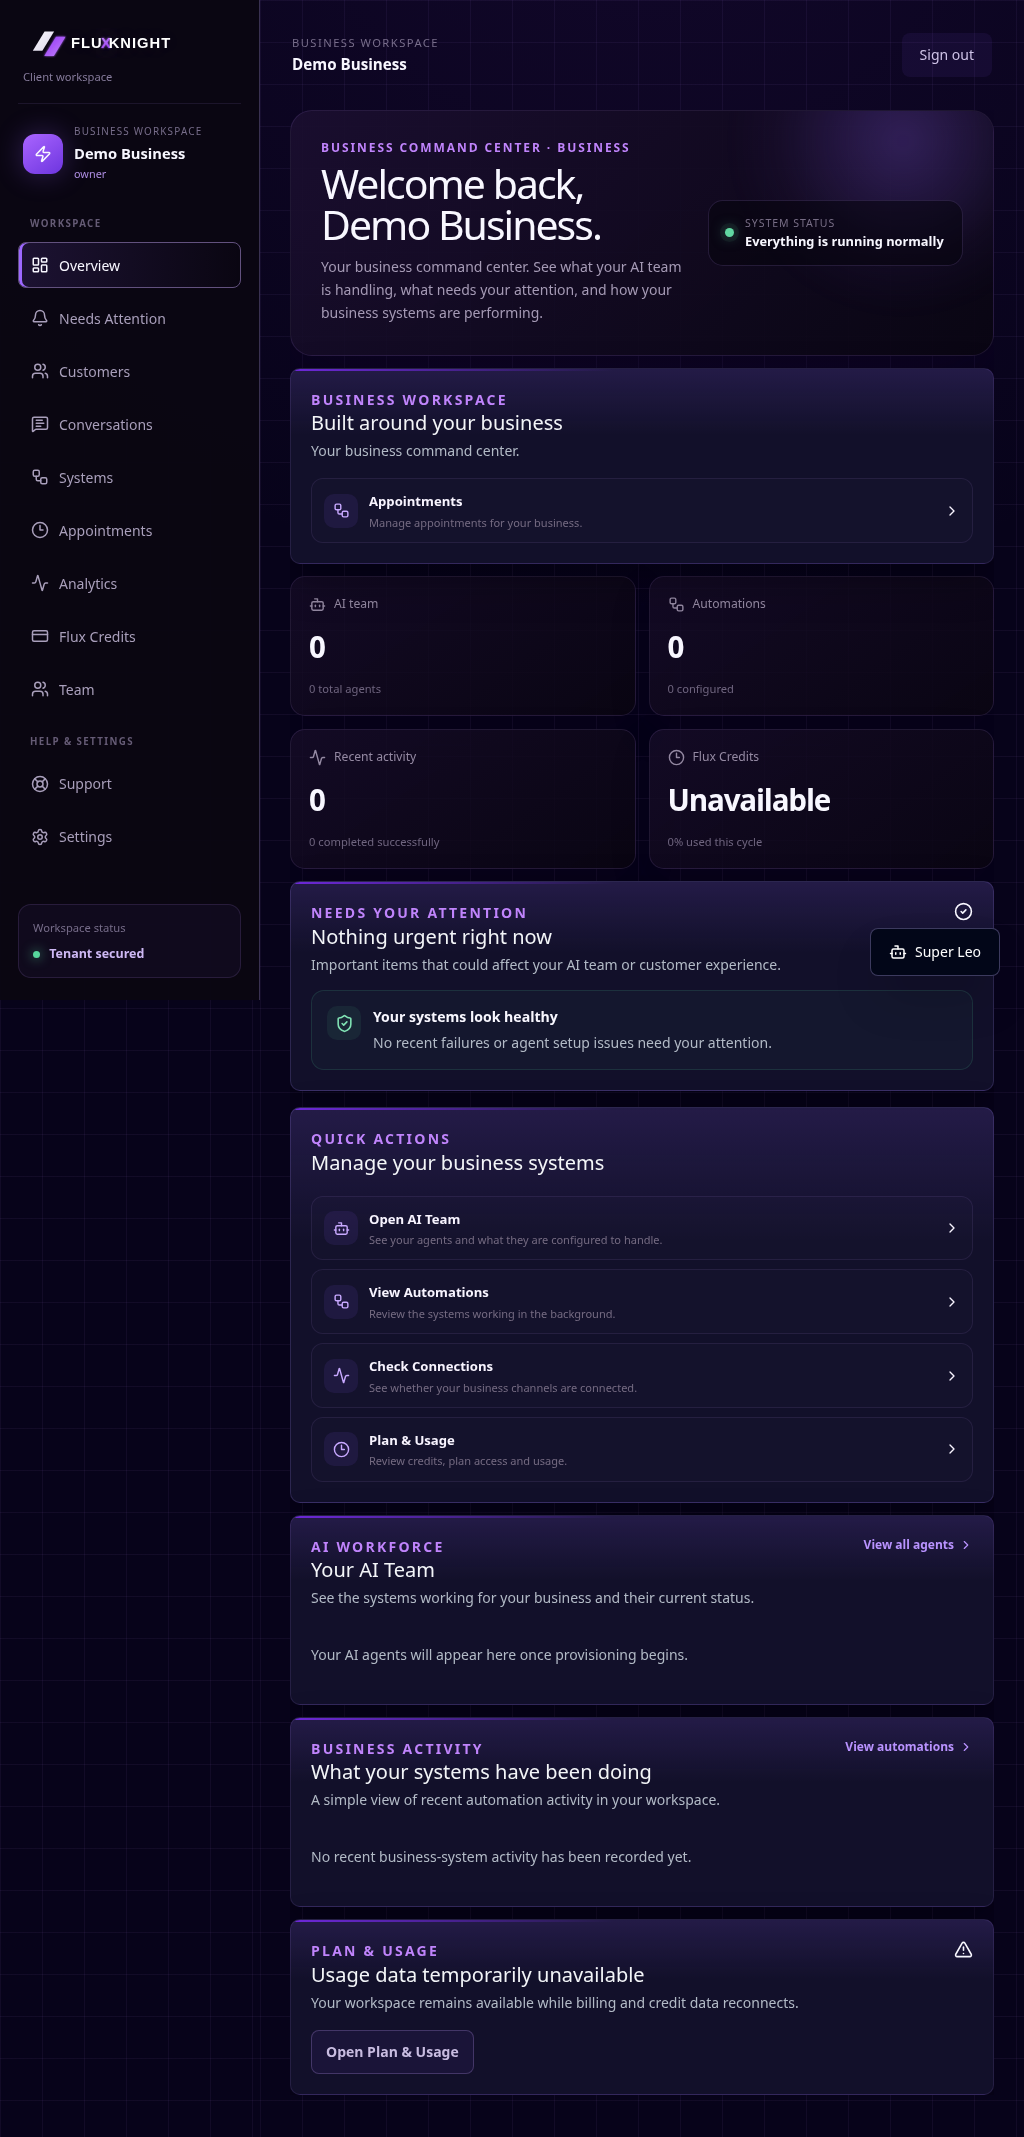 FLUXKNIGHT
Client workspace
BUSINESS WORKSPACE
Demo Business
owner
WORKSPACE
Overview
Needs Attention
Customers
Conversations
Systems
Appointments
Analytics
Flux Credits
Team
HELP & SETTINGS
Support
Settings
Workspace status
Tenant secured
BUSINESS WORKSPACE
Demo Business
Sign out
BUSINESS COMMAND CENTER · BUSINESS
Welcome back,
Demo Business.
Your business command center. See what your AI team
is handling, what needs your attention, and how your
business systems are performing.
SYSTEM STATUS
Everything is running normally
BUSINESS WORKSPACE
Built around your business
Your business command center.
Appointments
Manage appointments for your business.
AI team
0
0 total agents
Automations
0
0 configured
Recent activity
0
0 completed successfully
Flux Credits
Unavailable
0% used this cycle
NEEDS YOUR ATTENTION
Nothing urgent right now
Important items that could affect your AI team or customer experience.
Super Leo
Your systems look healthy
No recent failures or agent setup issues need your attention.
QUICK ACTIONS
Manage your business systems
Open AI Team
See your agents and what they are configured to handle.
View Automations
Review the systems working in the background.
Check Connections
See whether your business channels are connected.
Plan & Usage
Review credits, plan access and usage.
AI WORKFORCE
View all agents
Your AI Team
See the systems working for your business and their current status.
Your AI agents will appear here once provisioning begins.
BUSINESS ACTIVITY
View automations
What your systems have been doing
A simple view of recent automation activity in your workspace.
No recent business-system activity has been recorded yet.
PLAN & USAGE
Usage data temporarily unavailable
Your workspace remains available while billing and credit data reconnects.
Open Plan & Usage